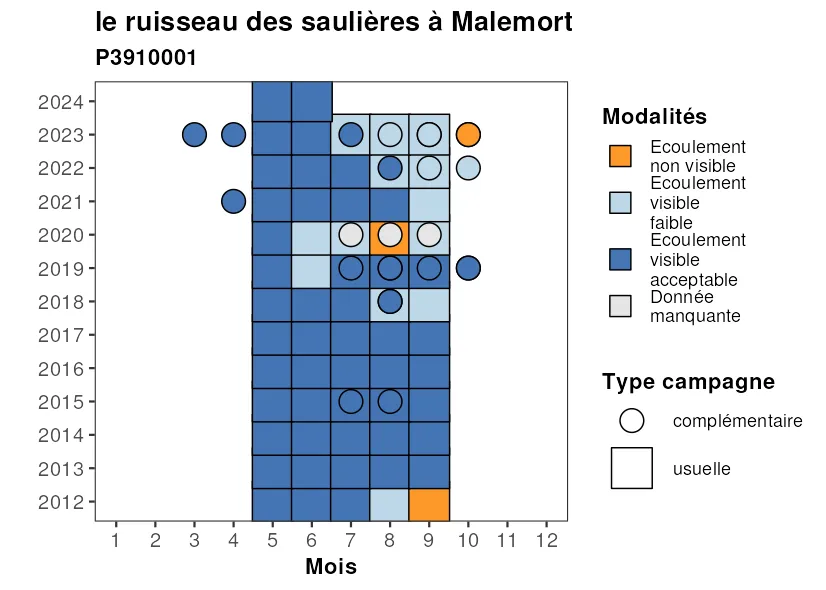 le ruisseau des saulières à Malemort
P3910001
2024
2023
2022
2021
2020
2019
2018
2017
2016
2015
2014
2013
2012
1 2 3 4 5 6 7 8 9 10 11 12
Mois
Modalités
Ecoulement
non visible
Ecoulement
visible
faible
Ecoulement
visible
acceptable
Donnée
manquante
Type campagne
complémentaire
usuelle